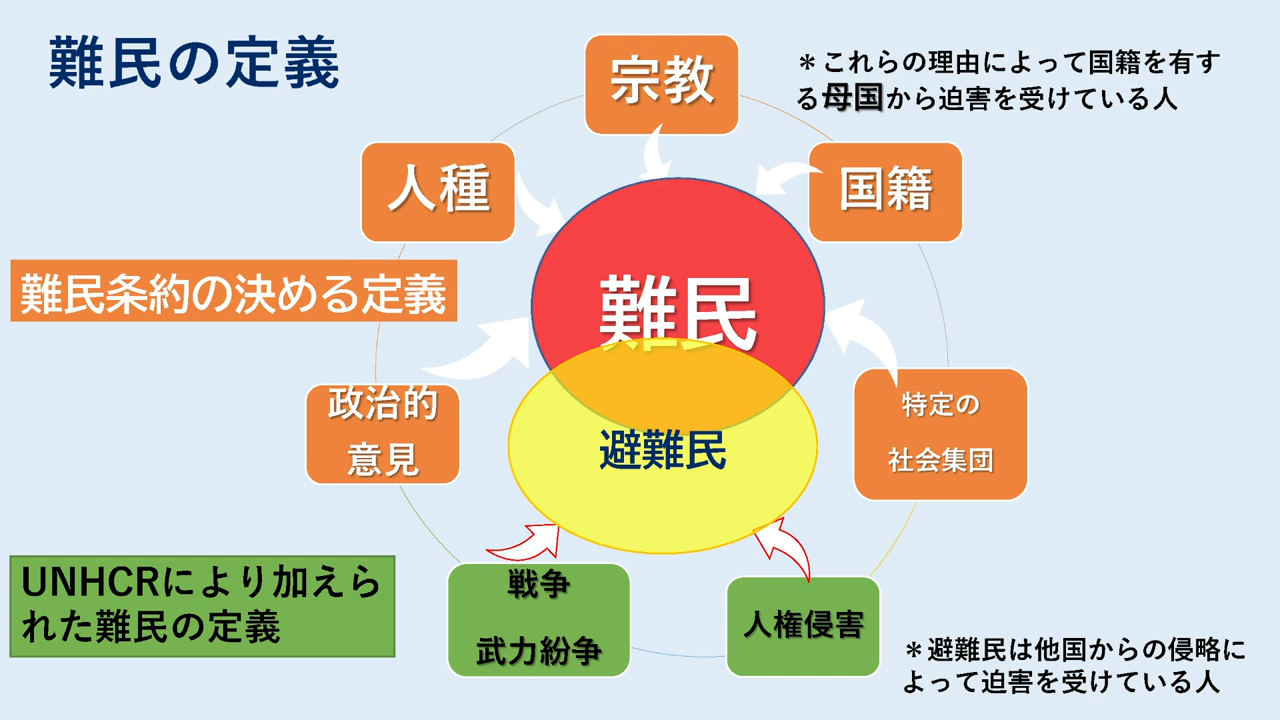 難民の定義
宗教
＊これらの理由によって国籍を有す
る母国から迫害を受けている人
人種
国籍
難民条約の決める定義
難民
政治的
意見
特定の
社会集団
避難民
UNHCRにより加えら
れた難民の定義
戦争
武力紛争
人権侵害
＊避難民は他国からの侵略に
よって迫害を受けている人